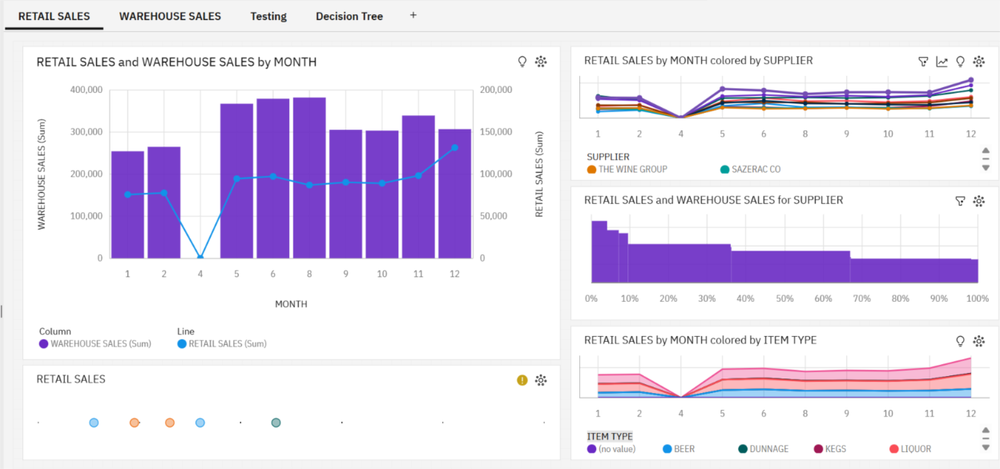 RETAIL SALES WAREHOUSE SALES Testing Decision Tree +
RETAIL SALES and WAREHOUSE SALES by MONTH
400,000 200,000
300,000 150,000
200,000 100,000
100,000 50,000
0 0
WAREHOUSE SALES (Sum)
RETAIL SALES (Sum)
1 2 4 5 6 8 9 10 11 12
MONTH
Column Line
WAREHOUSE SALES (Sum) RETAIL SALES (Sum)
RETAIL SALES
!
RETAIL SALES by MONTH colored by SUPPLIER
1 2 4 5 6 8 9 10 11 12
SUPPLIER
THE WINE GROUP SAZERAC CO
RETAIL SALES and WAREHOUSE SALES for SUPPLIER
0% 10% 20% 30% 40% 50% 60% 70% 80% 90% 100%
RETAIL SALES by MONTH colored by ITEM TYPE
1 2 4 5 6 8 9 10 11 12
ITEM TYPE
(no value) BEER DUNNAGE KEGS LIQUOR